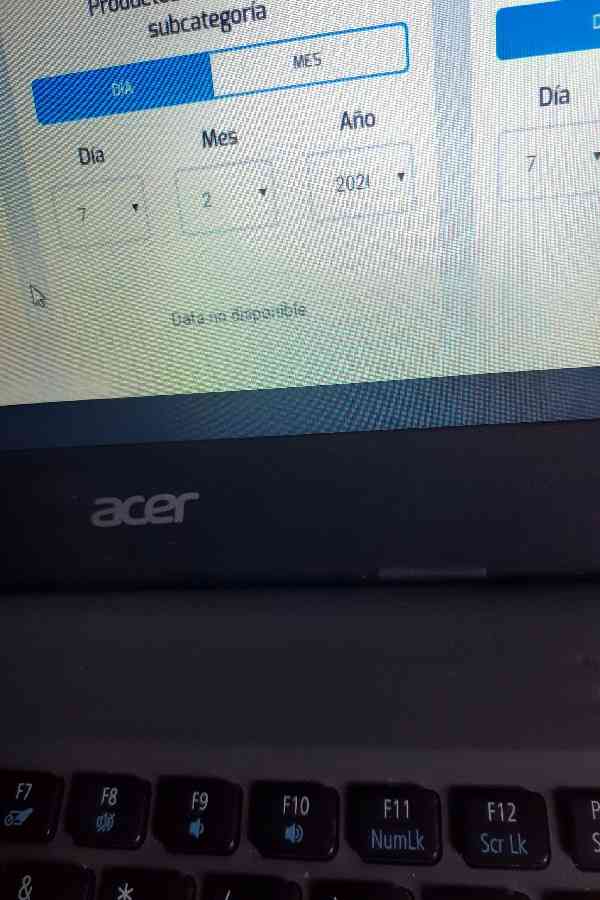 subcategoría
DÍA
MES
Día
Mes
Año
7
2
Día
7
Data no disponible
acer
F7
F8
F9
F10
F11
F12
NumLk
Scr Lk
&
*